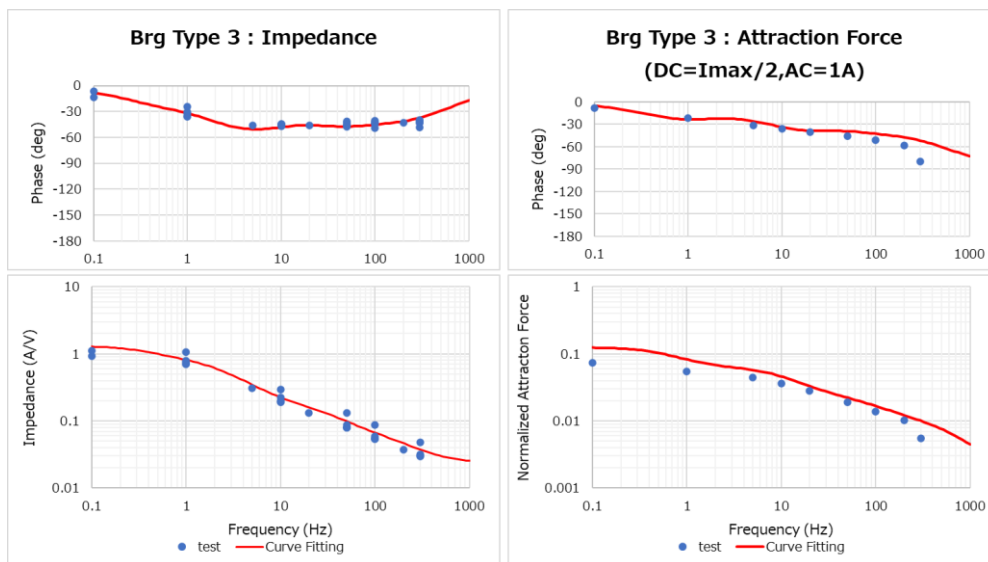 Brg Type 3 : Impedance
0
-30
-60
-90
-120
-150
-180
Phase (deg)
0.1 1 10 100 1000
10
1
0.1
0.01
Impedance (A/V)
0.1 1 10 100 1000
Frequency (Hz)
test Curve Fitting
Brg Type 3 : Attraction Force
(DC=Imax/2,AC=1A)
0
-30
-60
-90
-120
-150
-180
Phase (deg)
0.1 1 10 100 1000
1
0.1
0.01
0.001
Normalized Attracton Force
0.1 1 10 100 1000
Frequency (Hz)
test Curve Fitting